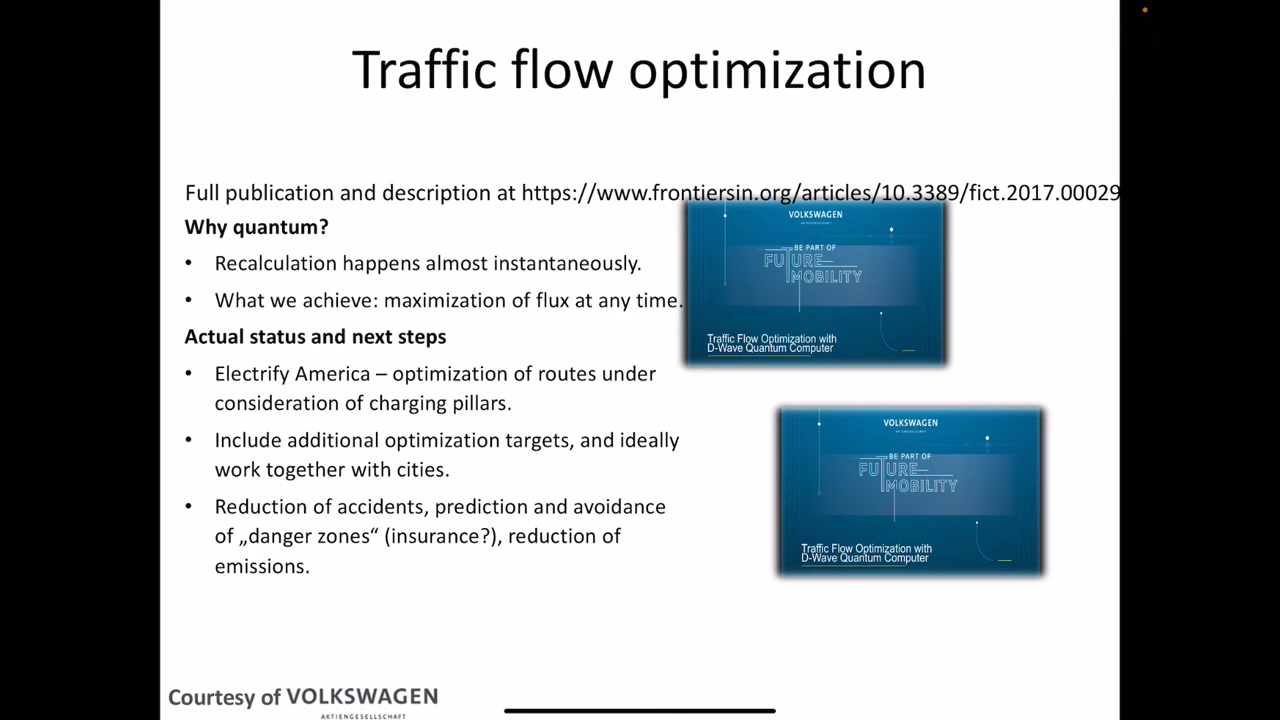 Traffic flow optimization
Full publication and description at https://www.frontiersin.org/articles/10.3389/fict.2017.00029
Why quantum?
• Recalculation happens almost instantaneously.
• What we achieve: maximization of flux at any time.
Actual status and next steps
• Electrify America – optimization of routes under
consideration of charging pillars.
• Include additional optimization targets, and ideally
work together with cities.
• Reduction of accidents, prediction and avoidance
of „danger zones“ (insurance?), reduction of
emissions.
VOLKSWAGEN
AKTIENGESELLSCHAFT
BE PART OF
FUTURE
MOBILITY
Traffic Flow Optimization with
D-Wave Quantum Computer
VOLKSWAGEN
AKTIENGESELLSCHAFT
BE PART OF
FUTURE
MOBILITY
Traffic Flow Optimization with
D-Wave Quantum Computer
Courtesy of VOLKSWAGEN
AKTIENGESELLSCHAFT